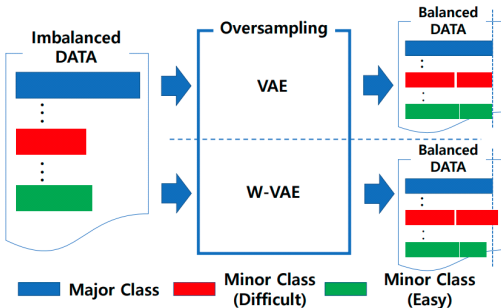 Imbalanced
DATA
Oversampling
VAE
W-VAE
Balanced
DATA
Balanced
DATA
Major Class
Minor Class
(Difficult)
Minor Class
(Easy)